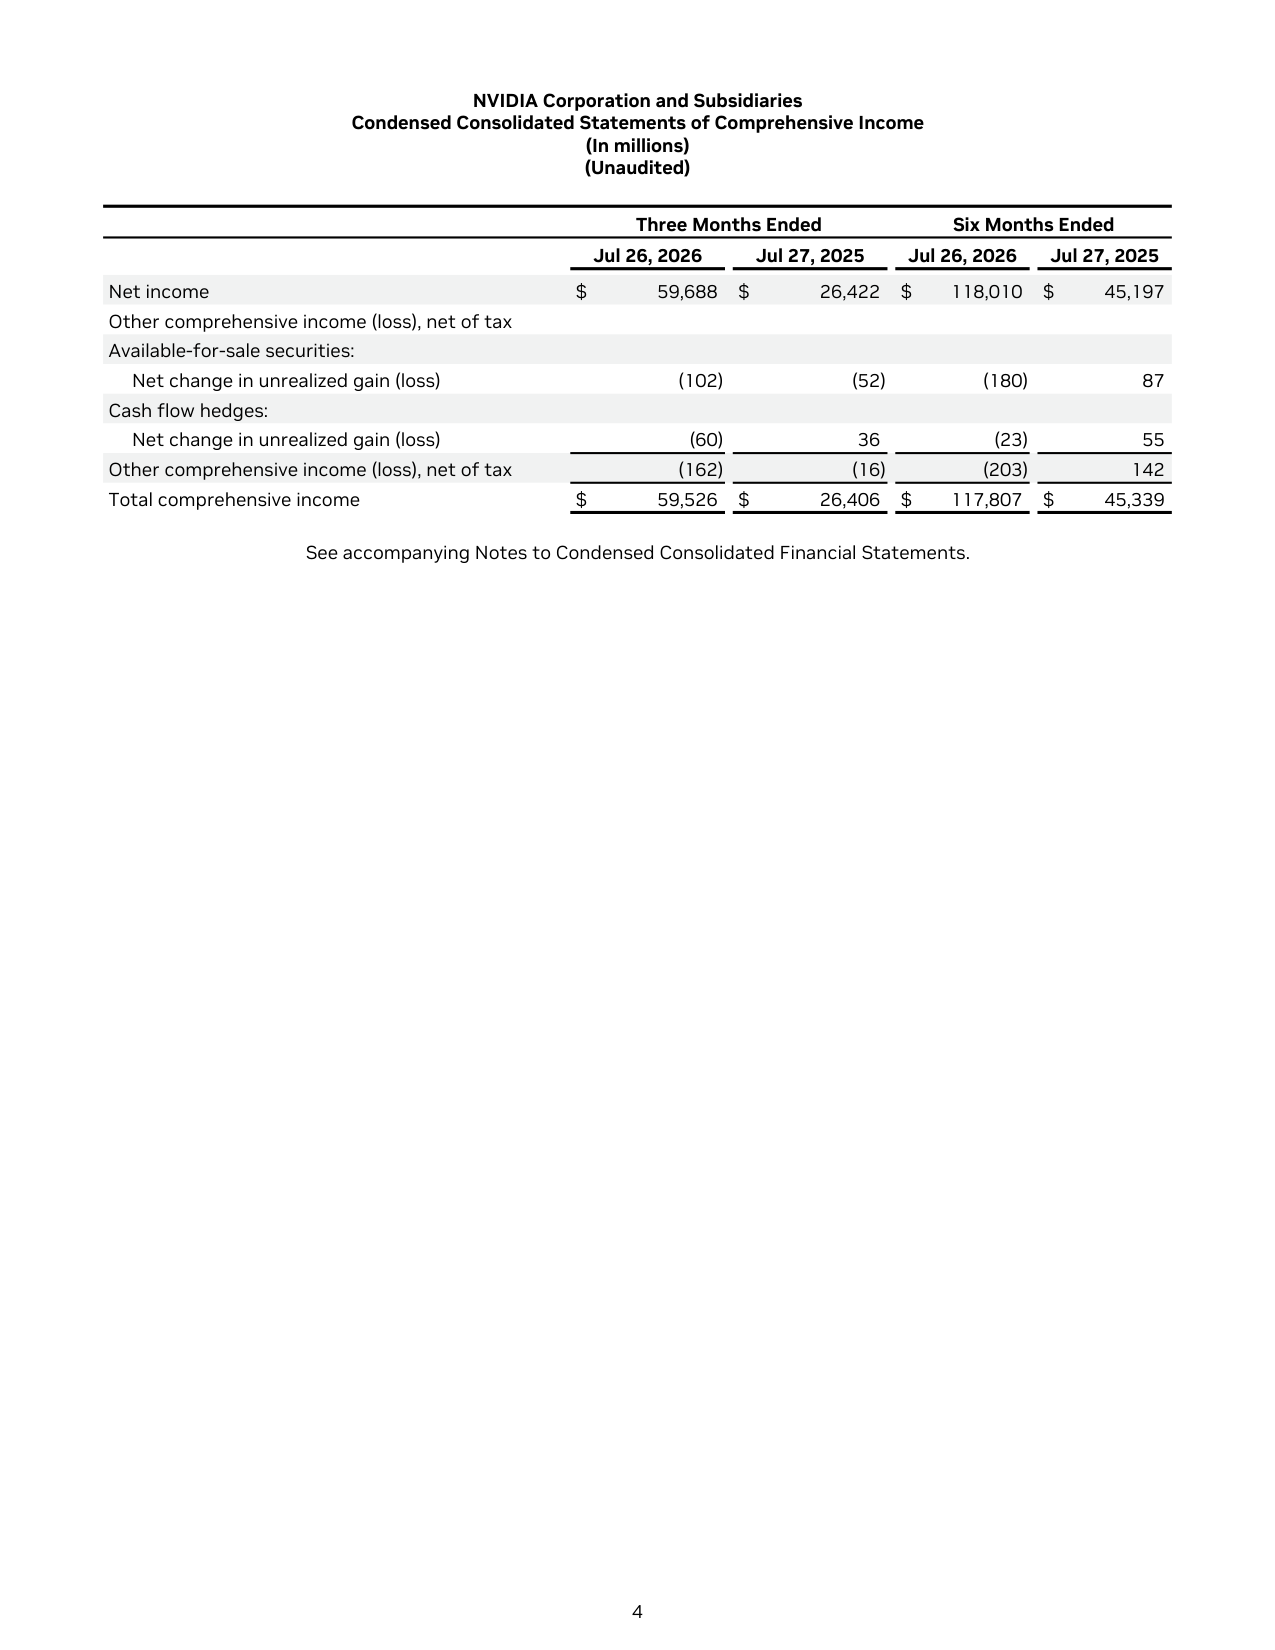 NVIDIA Corporation and Subsidiaries
Condensed Consolidated Statements of Comprehensive Income
(In millions)
(Unaudited)
Three Months Ended Six Months Ended
Jul 26, 2026 Jul 27, 2025 Jul 26, 2026 Jul 27, 2025
Net income $ 59,688 $ 26,422 $ 118,010 $ 45,197
Other comprehensive income (loss), net of tax
Available-for-sale securities:
Net change in unrealized gain (loss) (102) (52) (180) 87
Cash flow hedges:
Net change in unrealized gain (loss) (60) 36 (23) 55
Other comprehensive income (loss), net of tax (162) (16) (203) 142
Total comprehensive income $ 59,526 $ 26,406 $ 117,807 $ 45,339
See accompanying Notes to Condensed Consolidated Financial Statements.
4